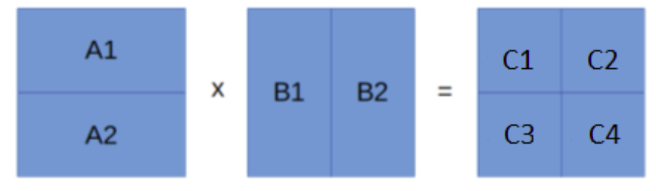 A1 C1 C2
x B1 B2 =
A2 C3 C4